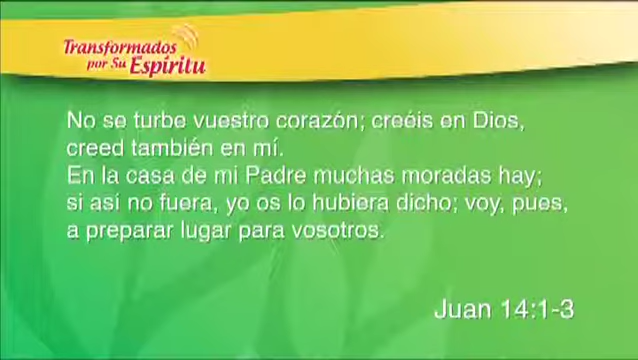 Transformados
por Su Espíritu
No se turbe vuestro corazón; creéis en Dios,
creed también en mí.
En la casa de mi Padre muchas moradas hay;
si así no fuera, yo os lo hubiera dicho; voy, pues,
a preparar lugar para vosotros.
Juan 14:1-3